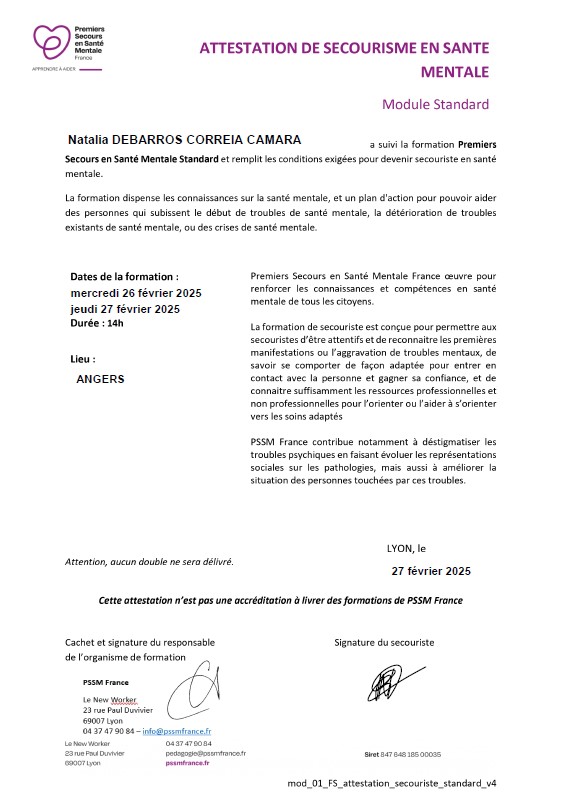 Premiers
Secours
en Santé
Mentale
France
APPRENDRE À AIDER
ATTESTATION DE SECOURISME EN SANTE
MENTALE
Module Standard
Natalia DEBARROS CORREIA CAMARA a suivi la formation Premiers
Secours en Santé Mentale Standard et remplit les conditions exigées pour devenir secouriste en santé
mentale.
La formation dispense les connaissances sur la santé mentale, et un plan d'action pour pouvoir aider
des personnes qui subissent le début de troubles de santé mentale, la détérioration de troubles
existants de santé mentale, ou des crises de santé mentale.
Dates de la formation :
mercredi 26 février 2025
jeudi 27 février 2025
Durée : 14h
Lieu :
ANGERS
Premiers Secours en Santé Mentale France œuvre pour
renforcer les connaissances et compétences en santé
mentale de tous les citoyens.
La formation de secouriste est conçue pour permettre aux
secouristes d'être attentifs et de reconnaitre les premières
manifestations ou l'aggravation de troubles mentaux, de
savoir se comporter de façon adaptée pour entrer en
contact avec la personne et gagner sa confiance, et de
connaitre suffisamment les ressources professionnelles et
non professionnelles pour l'orienter ou l'aider à s'orienter
vers les soins adaptés
PSSM France contribue notamment à déstigmatiser les
troubles psychiques en faisant évoluer les représentations
sociales sur les pathologies, mais aussi à améliorer la
situation des personnes touchées par ces troubles.
LYON, le
Attention, aucun double ne sera délivré.
27 février 2025
Cette attestation n'est pas une accréditation à livrer des formations de PSSM France
Cachet et signature du responsable
de l'organisme de formation
Signature du secouriste
PSSM France
Le New Worker
23 rue Paul Duvivier
69007 Lyon
04 37 47 90 84 – info@pssmfrance.fr
Le New Worker
23 rue Paul Duvivier
69007 Lyon
04 37 47 90 84
pedagogie@pssmfrance.fr
pssmfrance.fr
Siret 847 648 185 00035
mod_01_FS_attestation_secouriste_standard_v4